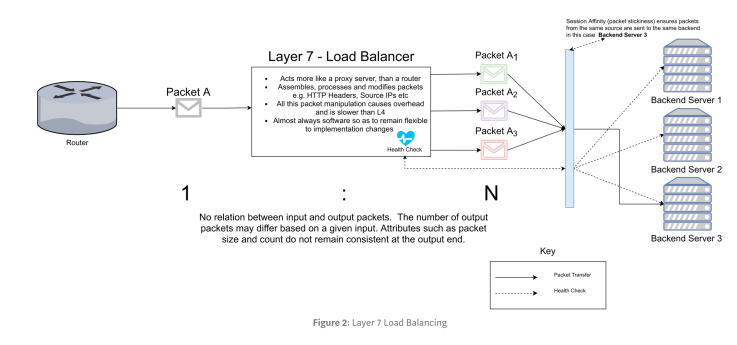 Session Affinity (packet stickiness) ensures packets
from the same source are sent to the same backend
in this case Backend Server 3
Layer 7 - Load Balancer
Packet A
Router
Acts more like a proxy server, than a router
Assembles, processes and modifies packets
e.g. HTTP Headers, Source IPs etc
All this packet manipulation causes overhead
and is slower than L4
Almost always software so as to remain flexible
to implementation changes
Health Check
Packet A1
Packet A2
Packet A3
Backend Server 1
Backend Server 2
Backend Server 3
1 : N
No relation between input and output packets. The number of output
packets may differ based on a given input. Attributes such as packet
size and count do not remain consistent at the output end.
Key
Packet Transfer
Health Check
Figure 2: Layer 7 Load Balancing